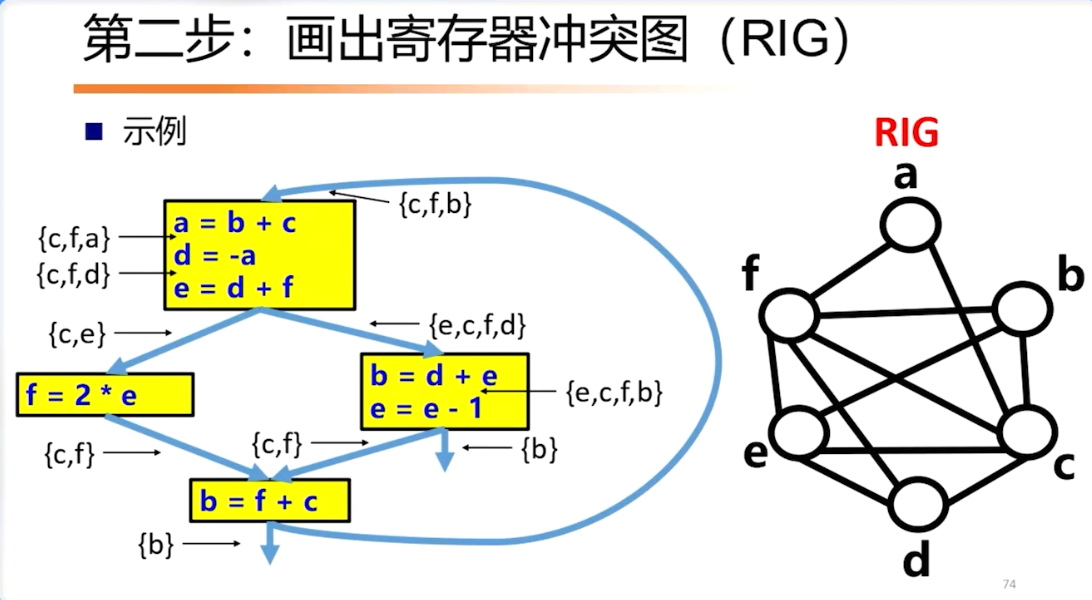 第二步：画出寄存器冲突图（RIG）
■ 示例
RIG
{c,f,b}
a = b + c
d = -a
e = d + f
{c,f,a}
{c,f,d}
{c,e}
{e,c,f,d}
f = 2 * e
b = d + e
e = e - 1
{e,c,f,b}
{c,f}
{c,f}
{b}
b = f + c
{b}
a
f
b
e
c
d
74